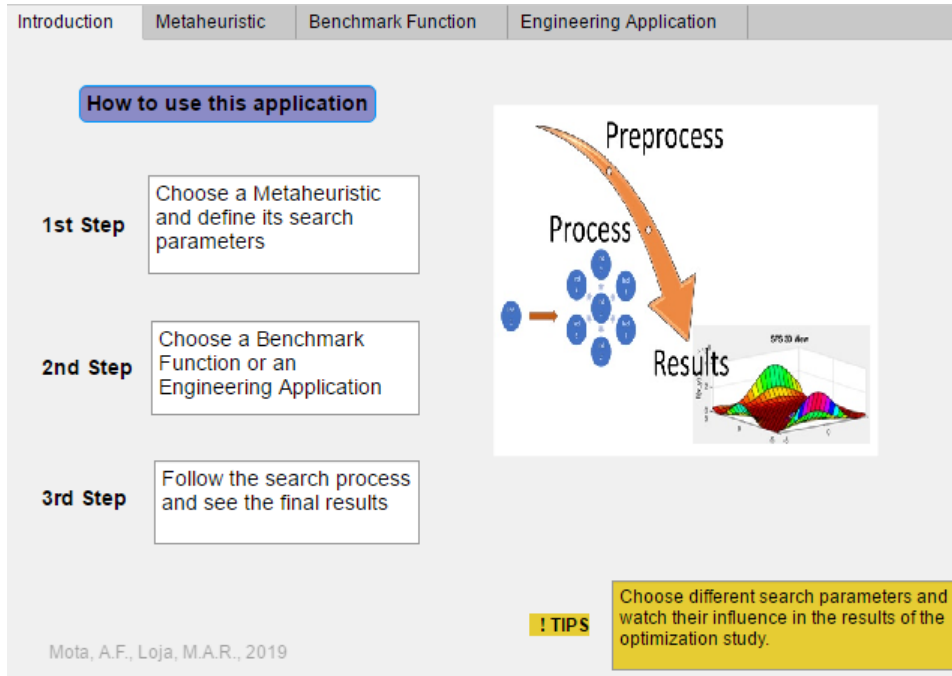 Introduction
Metaheuristic
Benchmark Function
Engineering Application
How to use this application
1st Step
Choose a Metaheuristic
and define its search
parameters
2nd Step
Choose a Benchmark
Function or an
Engineering Application
3rd Step
Follow the search process
and see the final results
Preprocess
Process
Results
! TIPS
Choose different search parameters and
watch their influence in the results of the
optimization study.
Mota, A.F., Loja, M.A.R., 2019